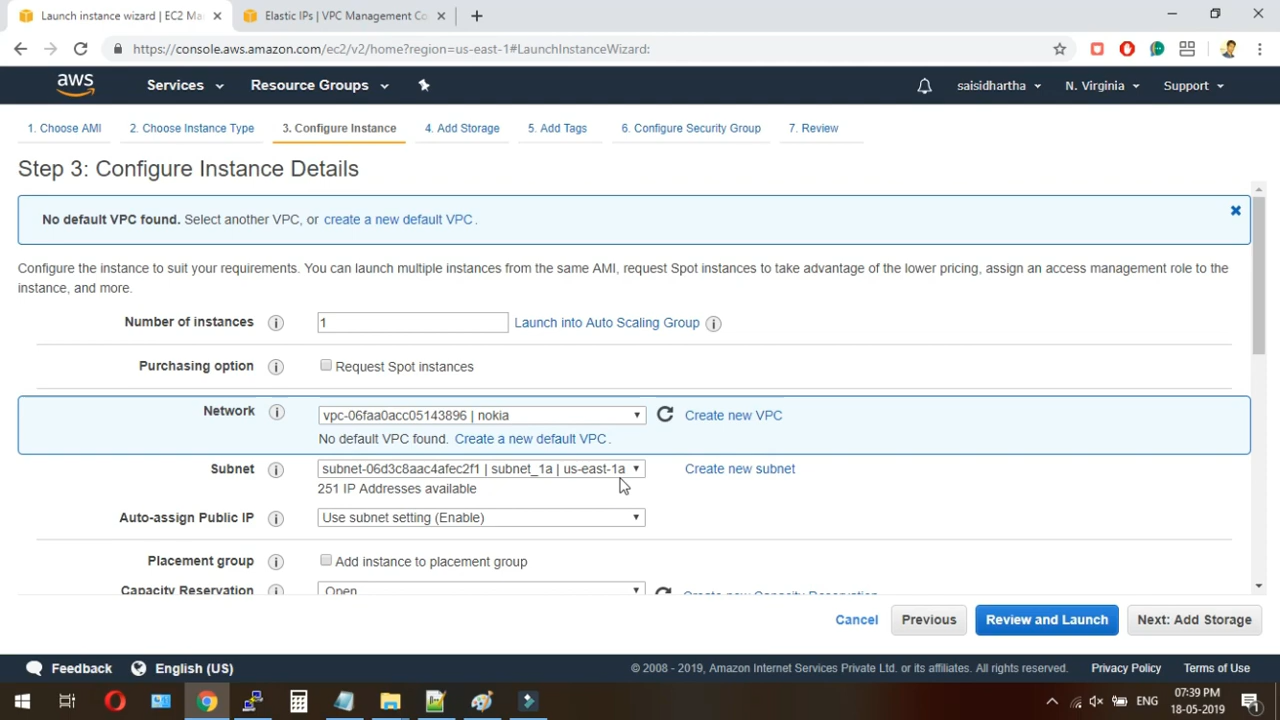 Launch instance wizard | EC2 Ma
Elastic IPs | VPC Management Co
https://console.aws.amazon.com/ec2/v2/home?region=us-east-1#LaunchInstanceWizard:
aws
Services
Resource Groups
saisidhartha
N. Virginia
Support
1. Choose AMI
2. Choose Instance Type
3. Configure Instance
4. Add Storage
5. Add Tags
6. Configure Security Group
7. Review
Step 3: Configure Instance Details
No default VPC found. Select another VPC, or create a new default VPC.
Configure the instance to suit your requirements. You can launch multiple instances from the same AMI, request Spot instances to take advantage of the lower pricing, assign an access management role to the
instance, and more.
Number of instances
1
Launch into Auto Scaling Group
Purchasing option
Request Spot instances
Network
vpc-06faa0acc05143896 | nokia
Create new VPC
No default VPC found. Create a new default VPC.
Subnet
subnet-06d3c8aac4afec2f1 | subnet_1a | us-east-1a
Create new subnet
251 IP Addresses available
Auto-assign Public IP
Use subnet setting (Enable)
Placement group
Add instance to placement group
Capacity Reservation
Open
Create new Capacity Reservation
Cancel
Previous
Review and Launch
Next: Add Storage
Feedback
English (US)
© 2008 - 2019, Amazon Internet Services Private Ltd. or its affiliates. All rights reserved.
Privacy Policy
Terms of Use
ENG
07:39 PM
18-05-2019
1